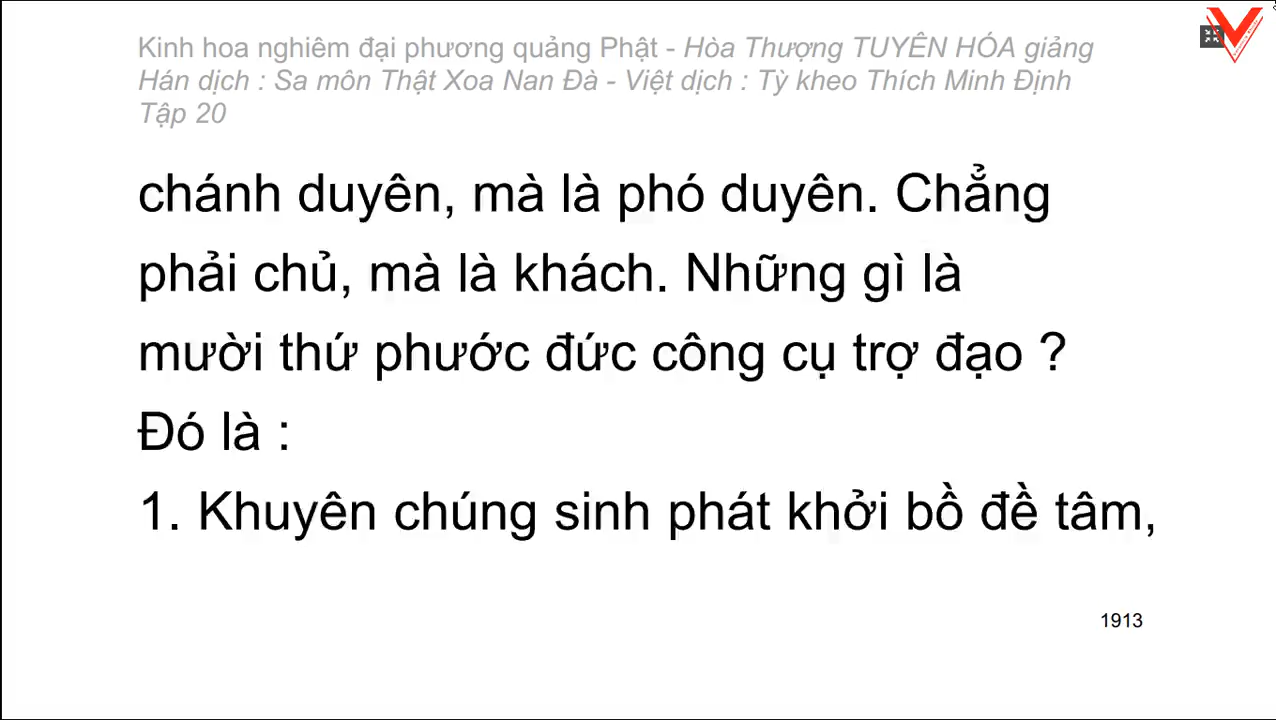 Kinh hoa nghiêm đại phương quảng Phật - Hòa Thượng TUYÊN HÓA giảng
Hán dịch : Sa môn Thật Xoa Nan Đà - Việt dịch : Tỳ kheo Thích Minh Định
Tập 20
chánh duyên, mà là phó duyên. Chẳng
phải chủ, mà là khách. Những gì là
mười thứ phước đức công cụ trợ đạo ?
Đó là :
1. Khuyên chúng sinh phát khởi bồ đề tâm,
1913